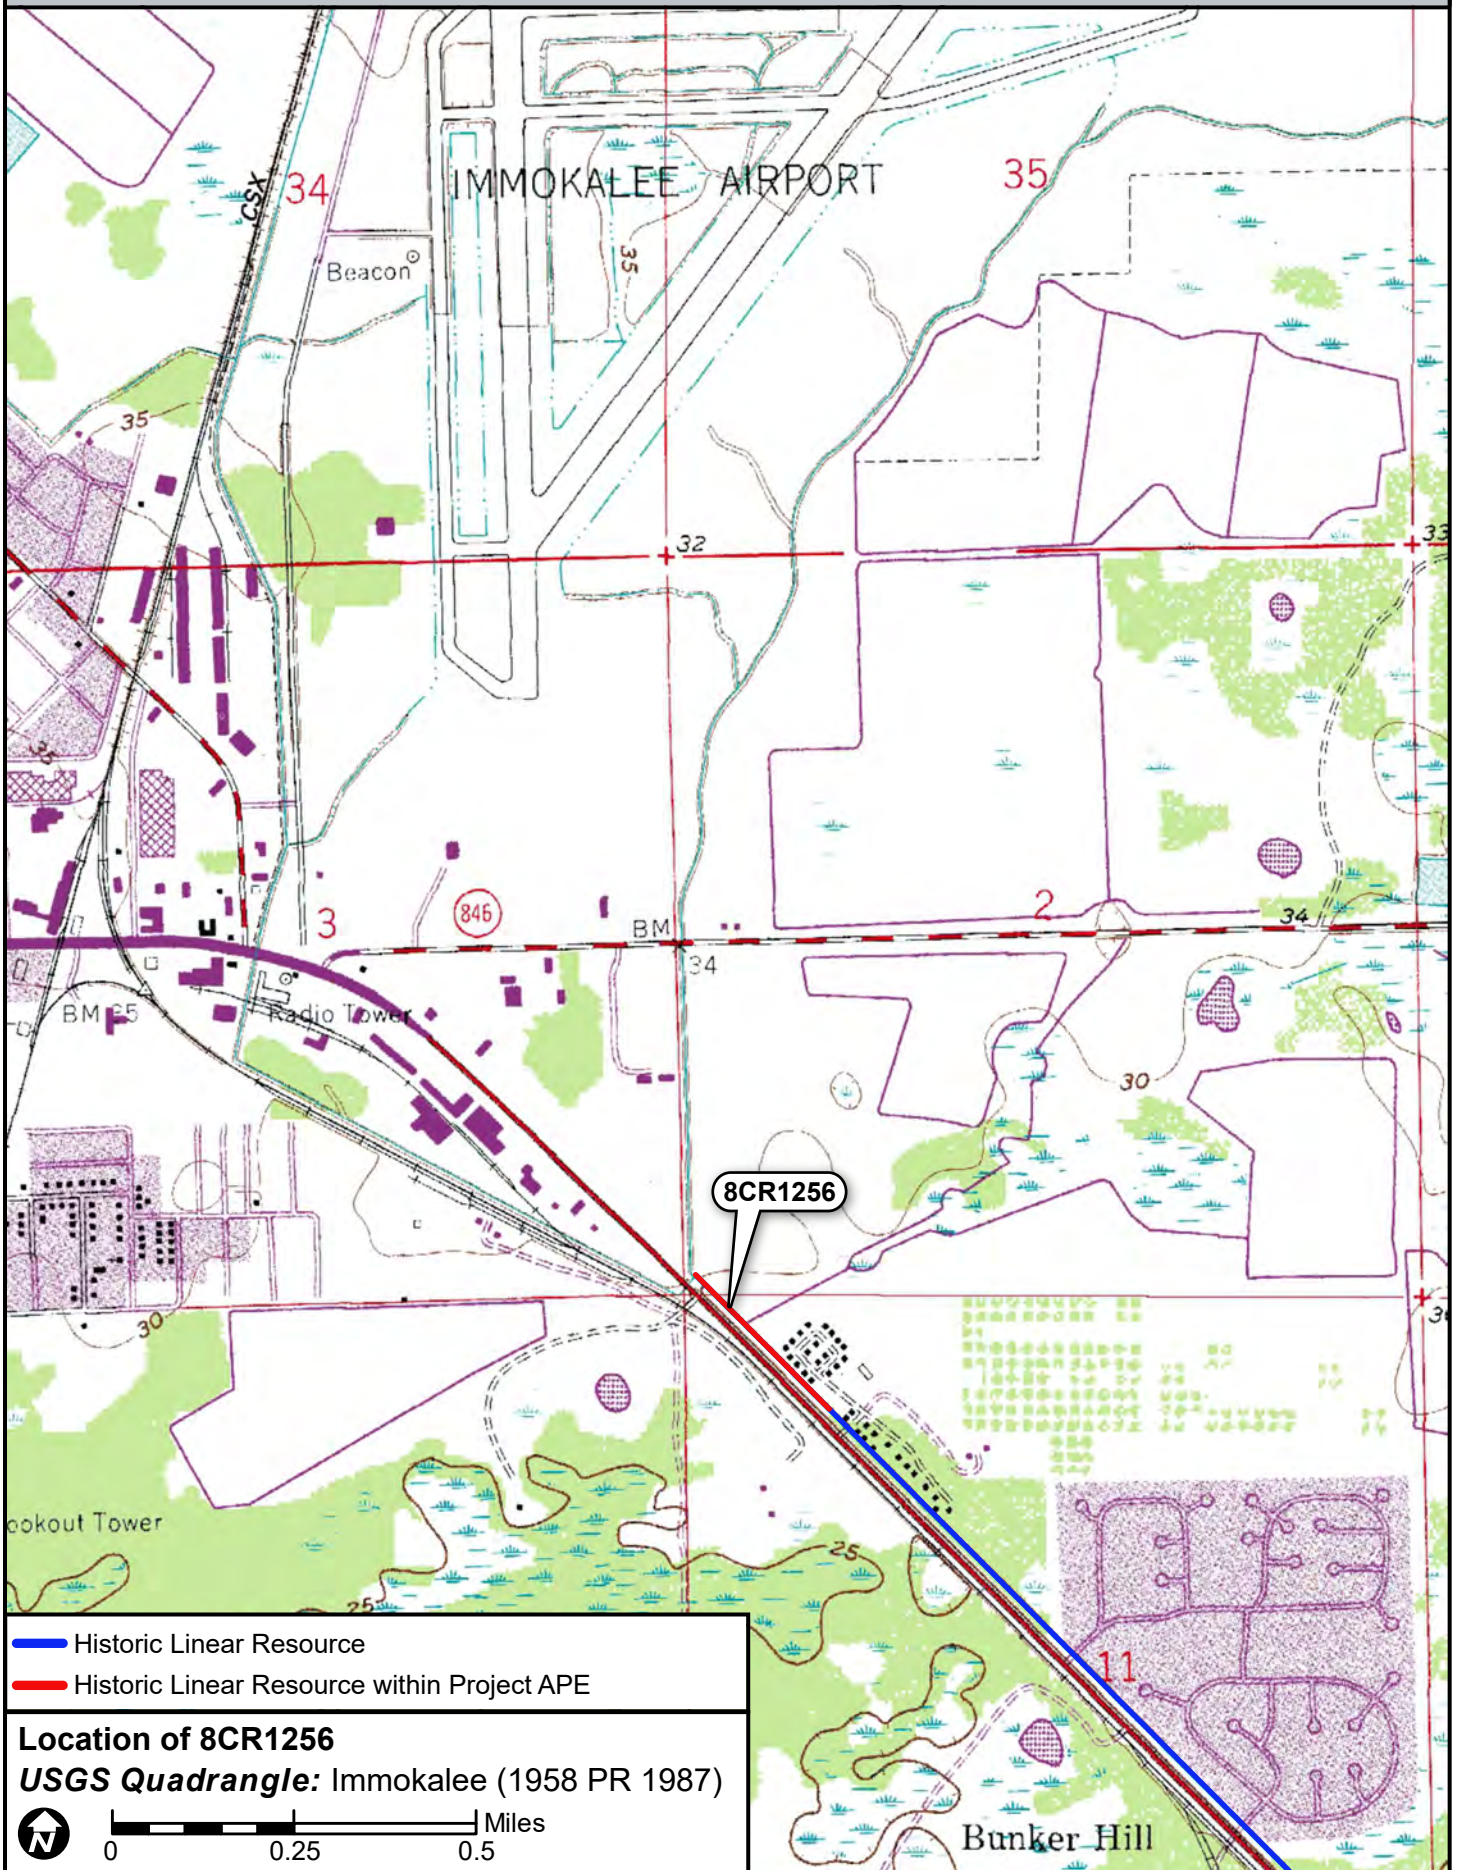 CSX
34
IMMOKALEE AIRPORT
35
Beacon
35
35
32
33
35
3
846
BM
34
2
34
BM 35
Radio Tower
30
8CR1256
30
ookout Tower
25
25
11
Bunker Hill
Historic Linear Resource
Historic Linear Resource within Project APE
Location of 8CR1256
USGS Quadrangle: Immokalee (1958 PR 1987)
N
Miles
0 0.25 0.5